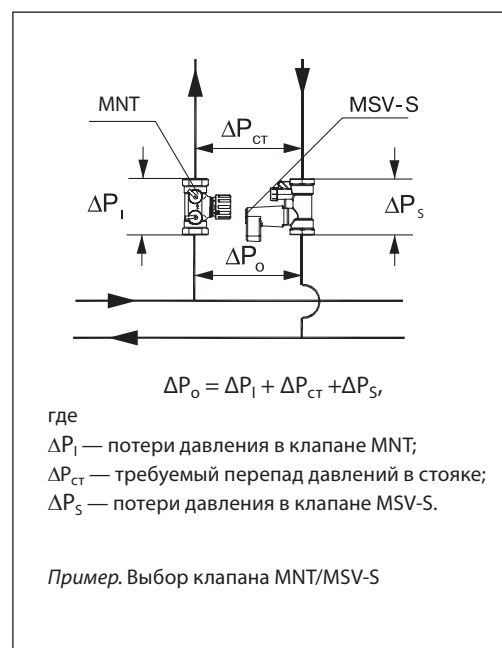 MNT
MSV-S
ΔPст
ΔPI
ΔPS
ΔPo
ΔPo = ΔPI + ΔPст +ΔPS,
где
ΔPI — потери давления в клапане MNT;
ΔPст — требуемый перепад давлений в стояке;
ΔPS — потери давления в клапане MSV-S.
Пример. Выбор клапана MNT/MSV-S